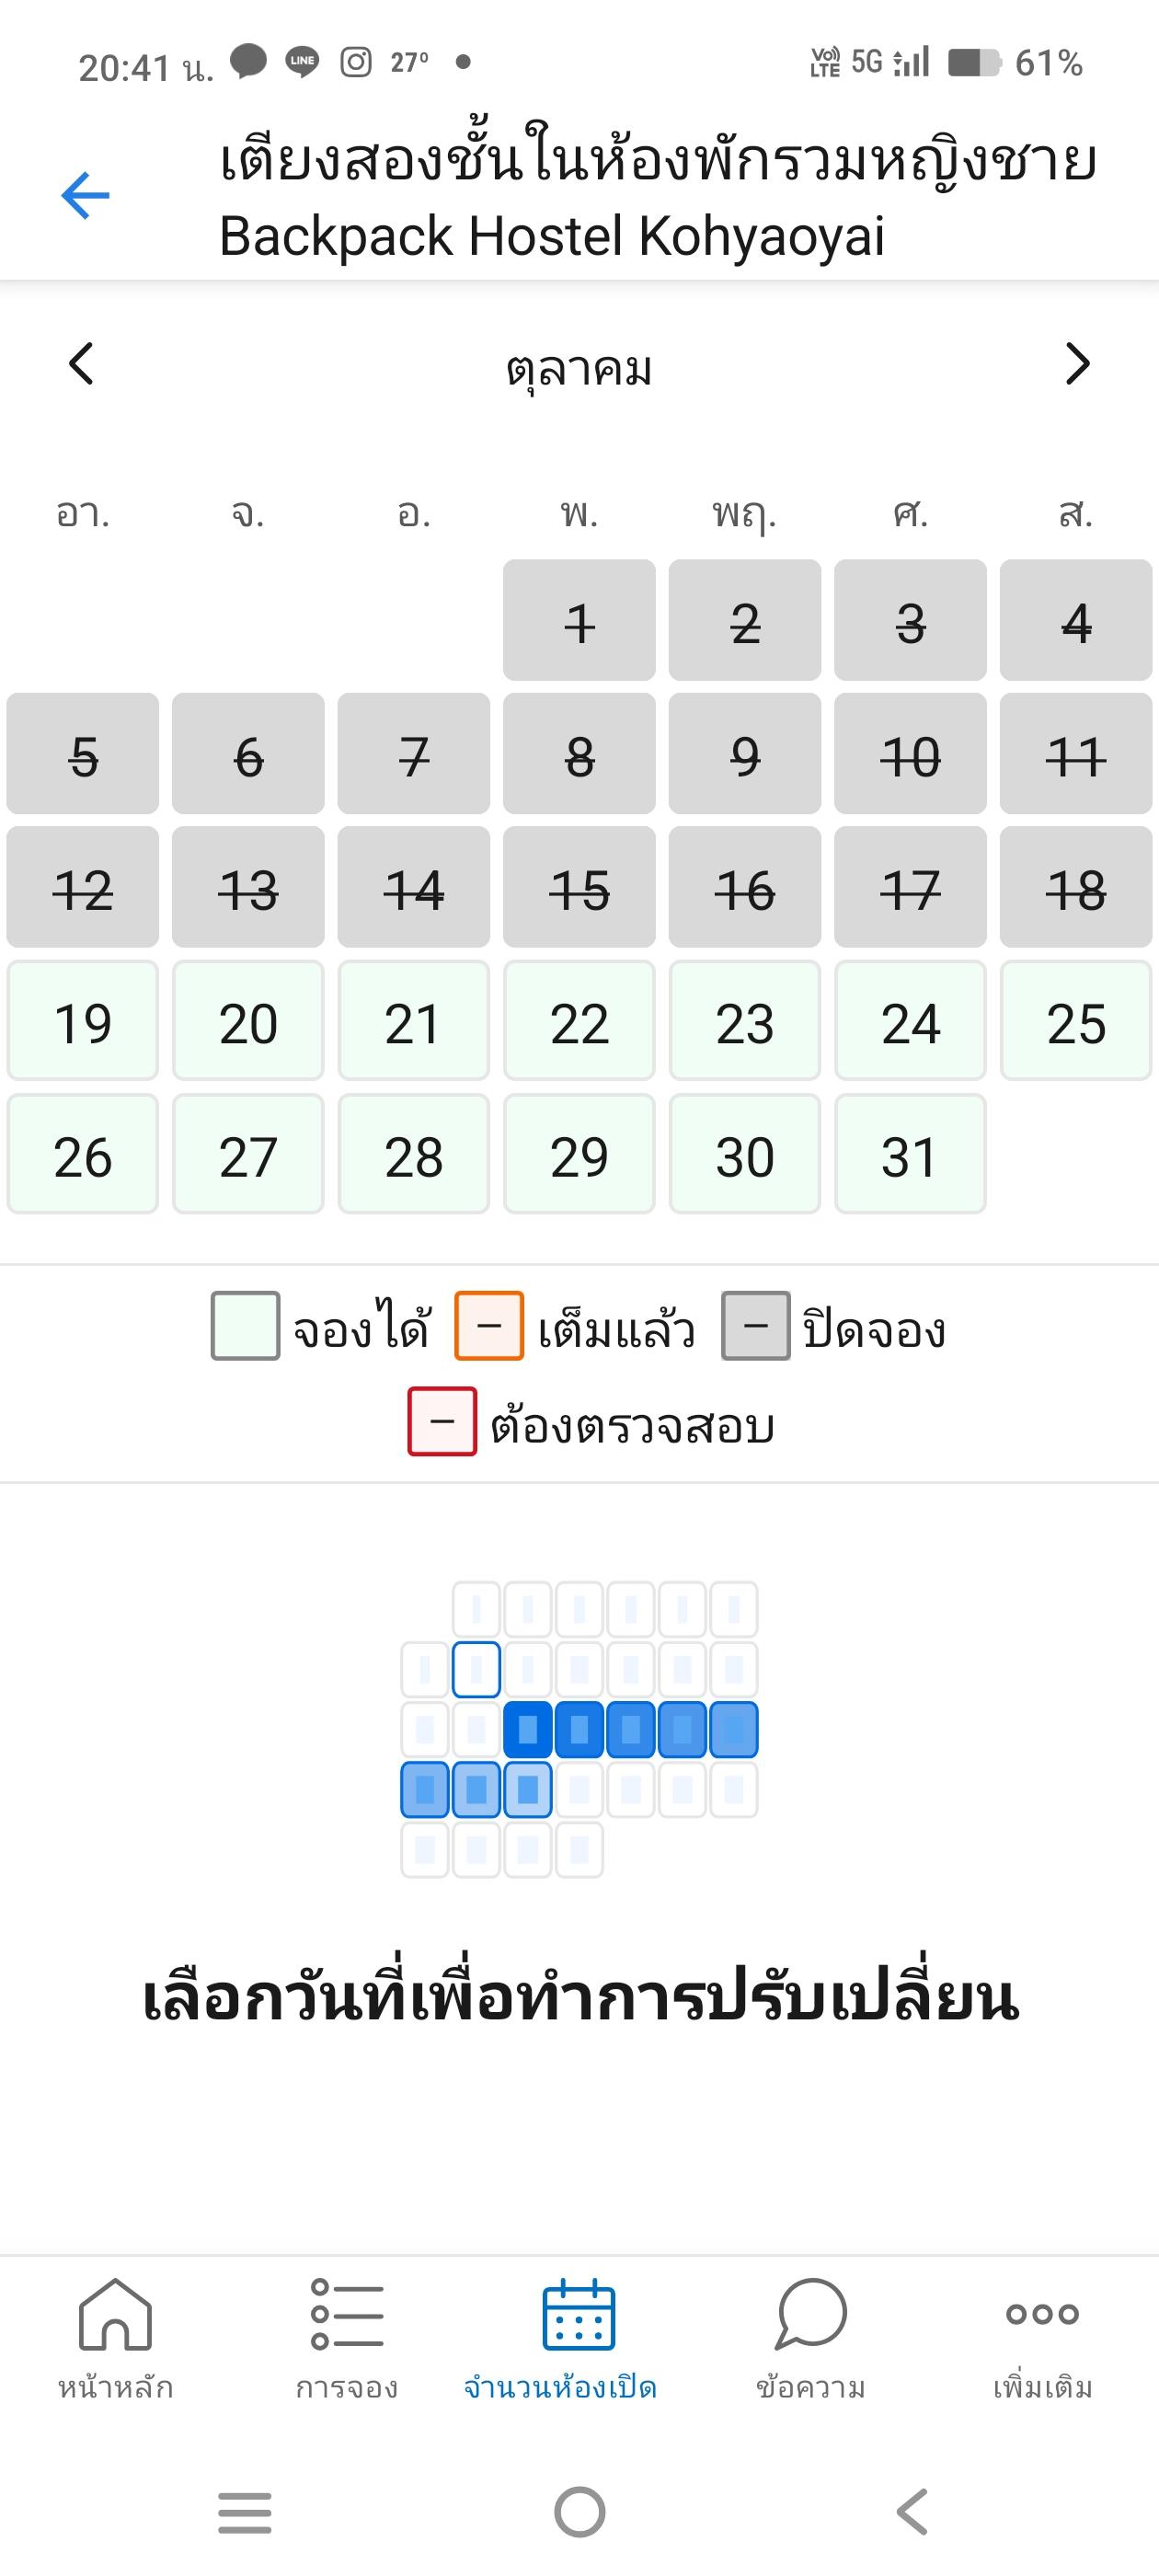 20:41 น. LINE 27° Vo)) LTE 5G 61%
เตียงสองชั้นในห้องพักรวมหญิงชาย
Backpack Hostel Kohyaoyai
ตุลาคม
อา. จ. อ. พ. พฤ. ศ. ส.
1 2 3 4
5 6 7 8 9 10 11
12 13 14 15 16 17 18
19 20 21 22 23 24 25
26 27 28 29 30 31
จองได้ – เต็มแล้ว – ปิดจอง
– ต้องตรวจสอบ
เลือกวันที่เพื่อทำการปรับเปลี่ยน
หน้าหลัก การจอง จำนวนห้องเปิด ข้อความ เพิ่มเติม